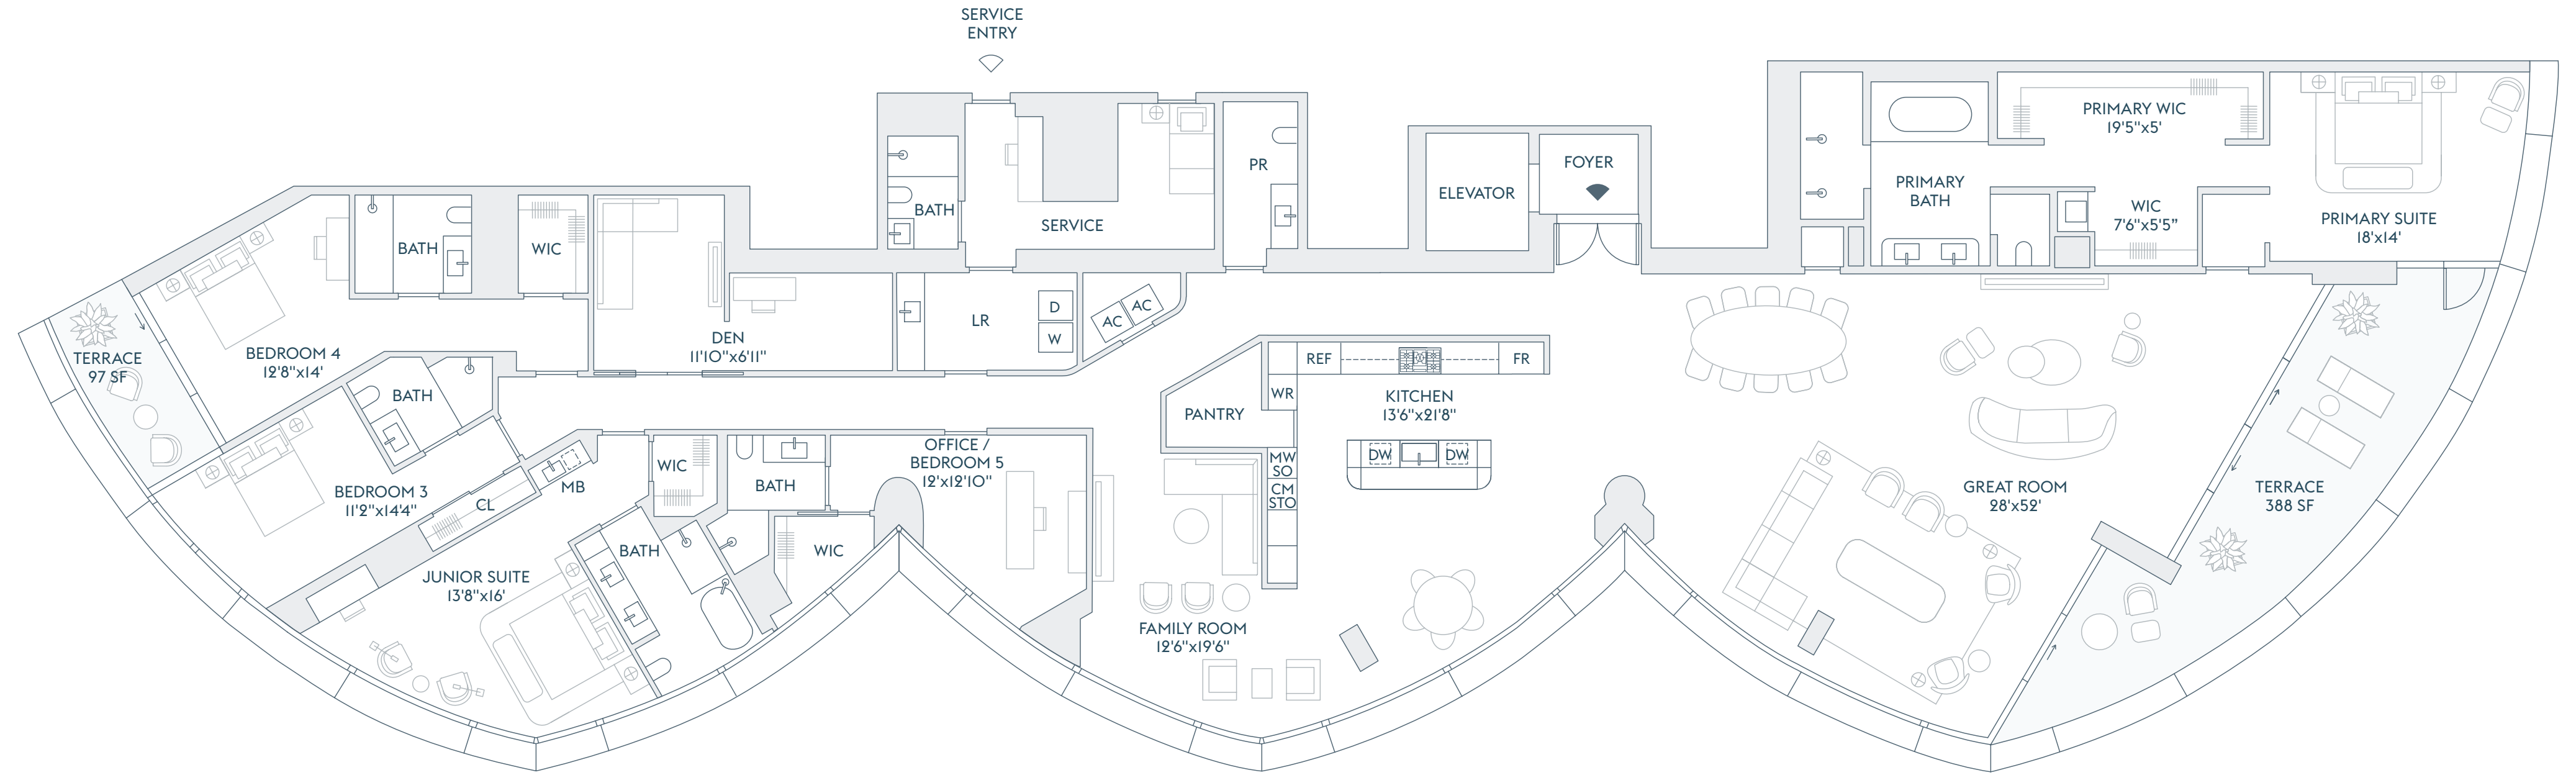 SERVICE
ENTRY
PRIMARY WIC
19'5"x5'
PR
FOYER
ELEVATOR
PRIMARY
BATH
BATH
SERVICE
WIC
7'6"x5'5”
PRIMARY SUITE
18'x14'
BATH
WIC
D
W
LR
AC
AC
DEN
11'10"x6'11"
TERRACE
97 SF
BEDROOM 4
12'8"x14'
REF
FR
WR
KITCHEN
13'6"x21'8"
PANTRY
BATH
OFFICE /
BEDROOM 5
12'x12'10"
WIC
DW
DW
MW
SO
CM
STO
BEDROOM 3
11'2"x14'4"
CL
MB
BATH
GREAT ROOM
28'x52'
TERRACE
388 SF
BATH
WIC
JUNIOR SUITE
13'8"x16'
FAMILY ROOM
12'6"x19'6"